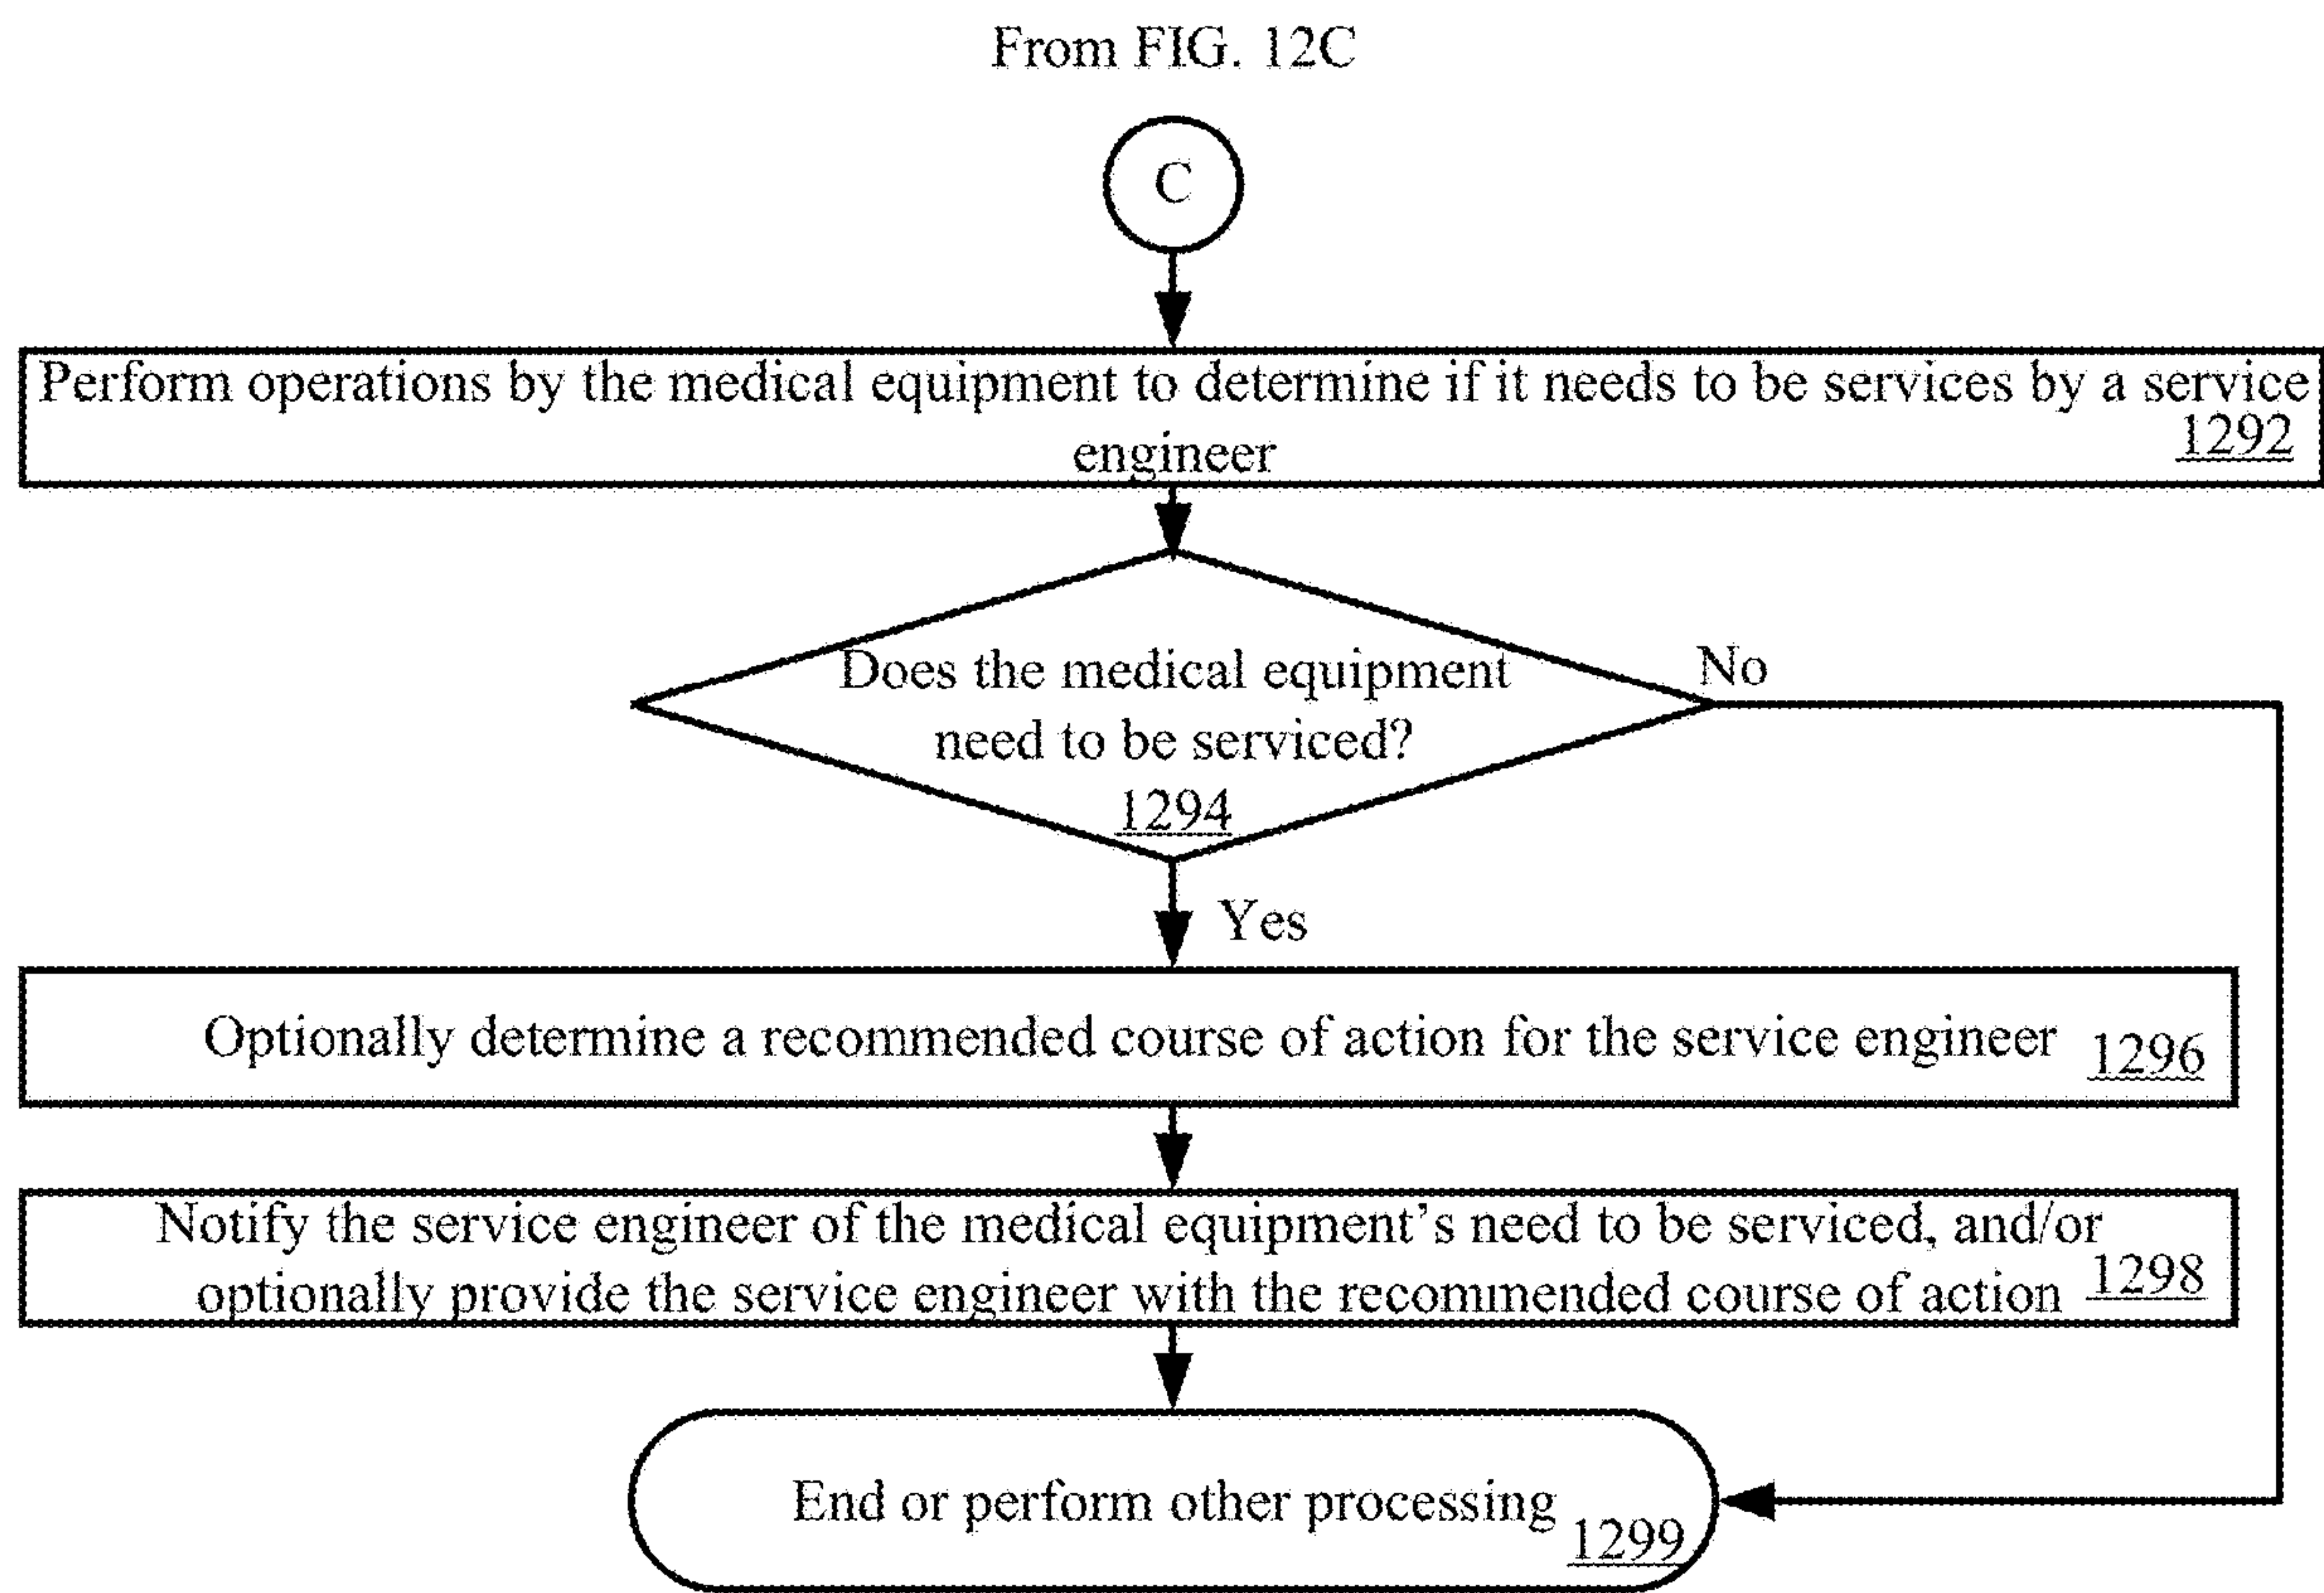 From FIG. 12C
C
Perform operations by the medical equipment to determine if it needs to be services by a service
engineer
1292
Does the medical equipment
need to be serviced?
1294
No
Yes
Optionally determine a recommended course of action for the service engineer 1296
Notify the service engineer of the medical equipment's need to be serviced, and/or
optionally provide the service engineer with the recommended course of action 1298
End or perform other processing
1299